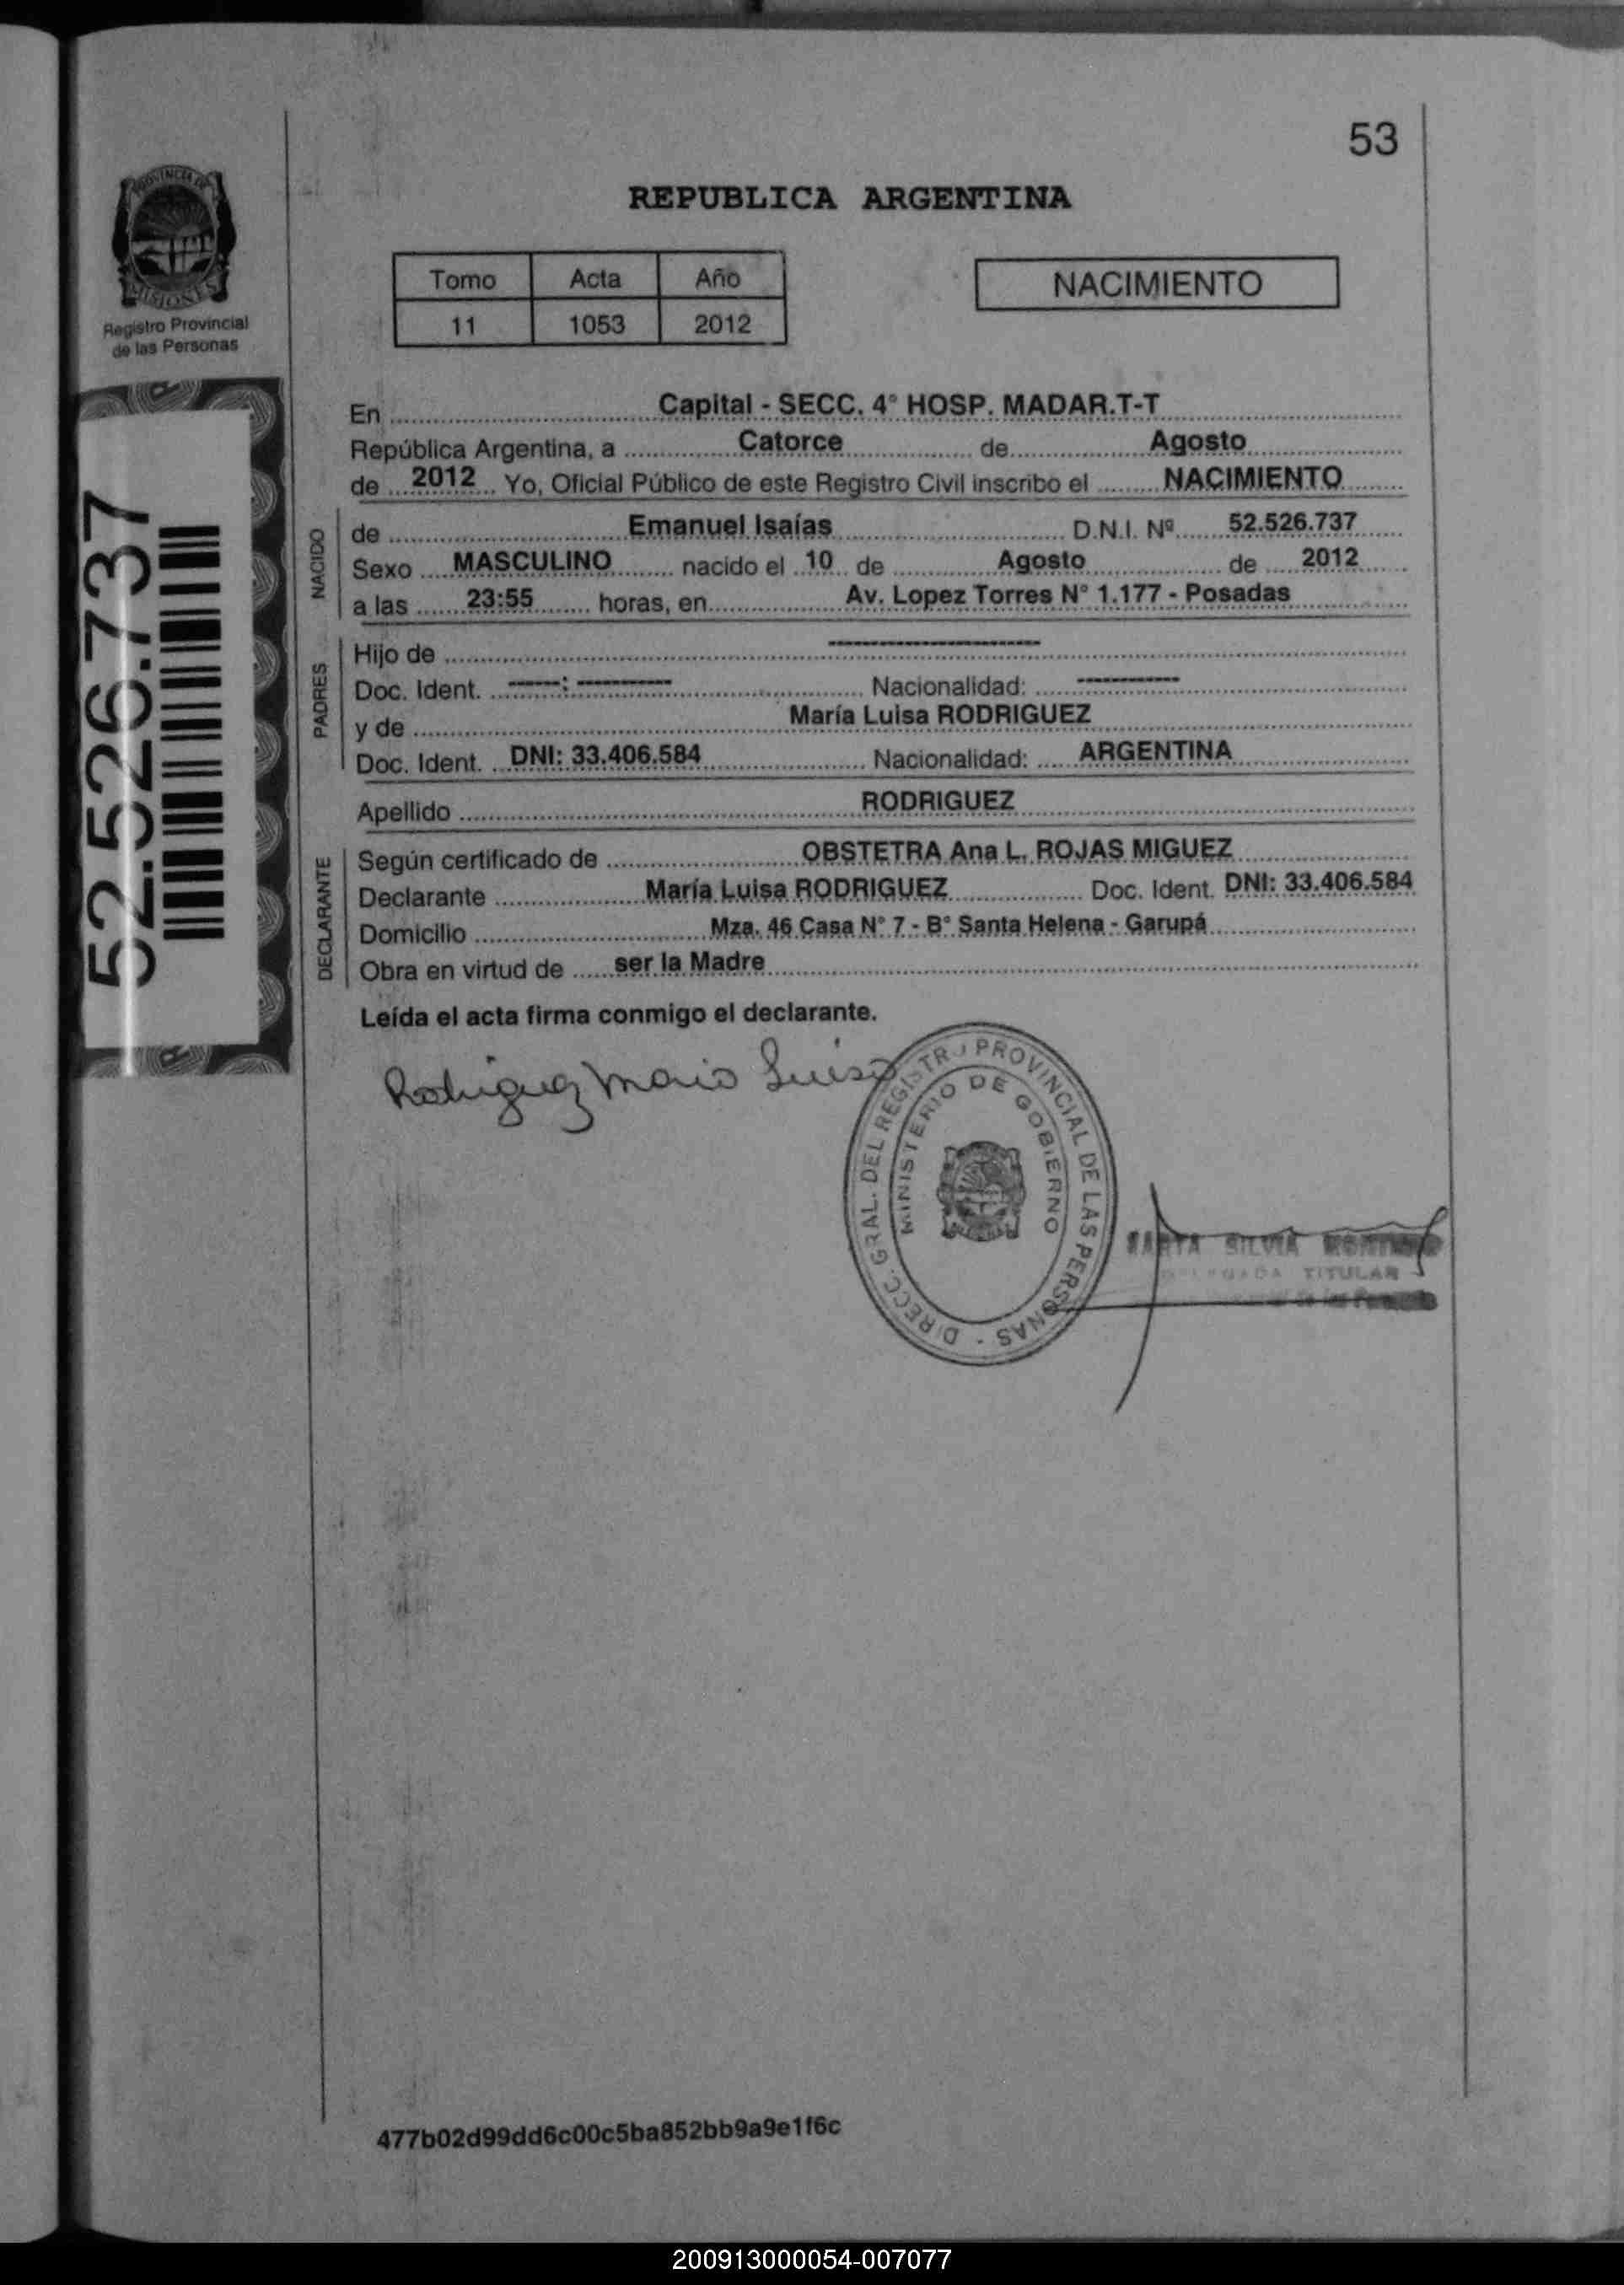 53
PROVINCIA DE
MISIONES
Registro Provincial
de las Personas
REPUBLICA ARGENTINA
Tomo Acta Año
11 1053 2012
NACIMIENTO
52.526.737
En Capital - SECC. 4° HOSP. MADAR.T-T
República Argentina, a Catorce de Agosto
de 2012 Yo, Oficial Público de este Registro Civil inscribo el NACIMIENTO
NACIDO
de Emanuel Isaías D.N.I. Nº 52.526.737
Sexo MASCULINO nacido el 10 de Agosto de 2012
a las 23:55 horas, en Av. Lopez Torres N° 1.177 - Posadas
PADRES
Hijo de --------------------
Doc. Ident. -----: --------- Nacionalidad: ----------
y de María Luisa RODRIGUEZ
Doc. Ident. DNI: 33.406.584 Nacionalidad: ARGENTINA
Apellido RODRIGUEZ
DECLARANTE
Según certificado de OBSTETRA Ana L. ROJAS MIGUEZ
Declarante María Luisa RODRIGUEZ Doc. Ident. DNI: 33.406.584
Domicilio Mza. 46 Casa N° 7 - B° Santa Helena - Garupá
Obra en virtud de ser la Madre
Leída el acta firma conmigo el declarante.
Rodriguez Maria Luisa
DIRECC. GRAL. DEL REGISTRO PROVINCIAL DE LAS PERSONAS -
MINISTERIO DE GOBIERNO
SILVIA
TITULAR
477b02d99dd6c00c5ba852bb9a9e1f6c
200913000054-007077